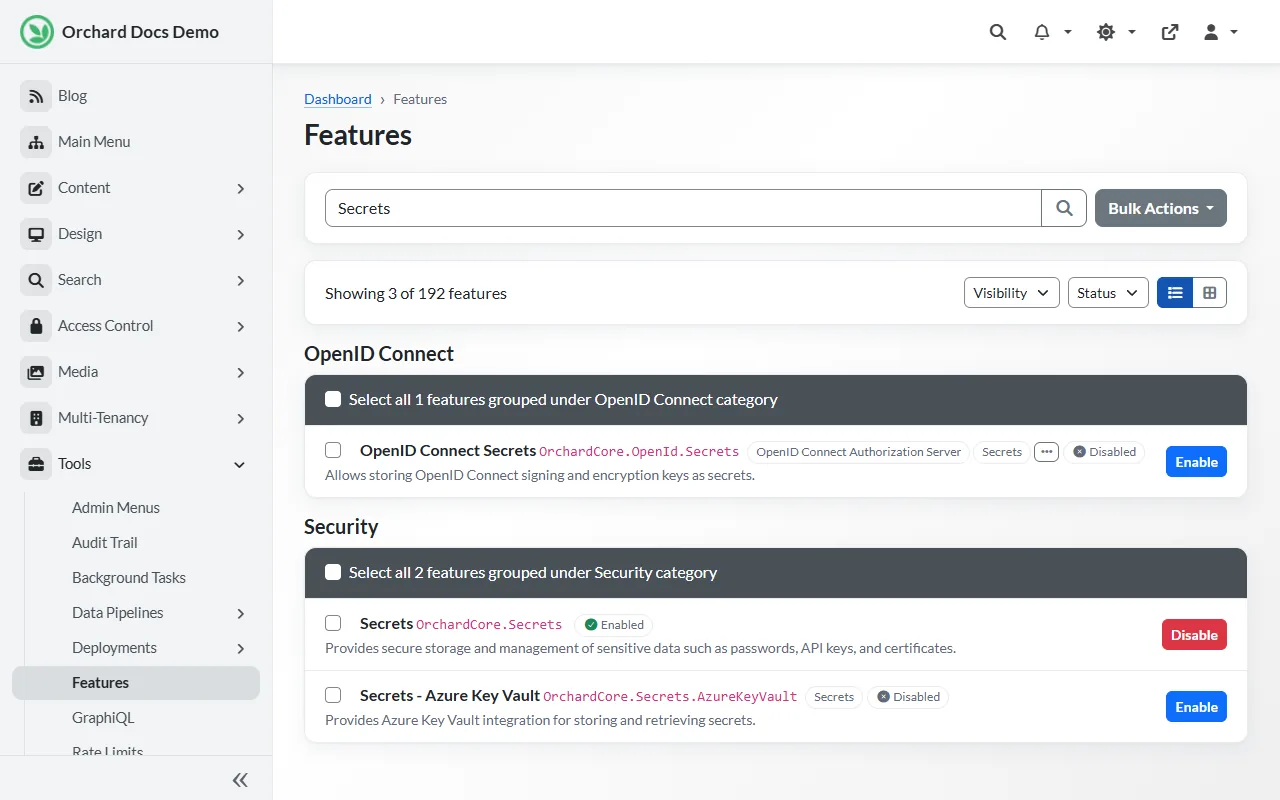 Orchard Docs Demo
Blog
Main Menu
Content
Design
Search
Access Control
Media
Multi-Tenancy
Tools
Admin Menus
Audit Trail
Background Tasks
Data Pipelines
Deployments
Features
GraphiQL
Rate Limits
Dashboard › Features
Features
Secrets
Bulk Actions
Showing 3 of 192 features
Visibility
Status
OpenID Connect
Select all 1 features grouped under OpenID Connect category
OpenID Connect Secrets OrchardCore.OpenId.Secrets OpenID Connect Authorization Server Secrets ••• Disabled
Allows storing OpenID Connect signing and encryption keys as secrets.
Enable
Security
Select all 2 features grouped under Security category
Secrets OrchardCore.Secrets Enabled
Provides secure storage and management of sensitive data such as passwords, API keys, and certificates.
Disable
Secrets - Azure Key Vault OrchardCore.Secrets.AzureKeyVault Secrets Disabled
Provides Azure Key Vault integration for storing and retrieving secrets.
Enable